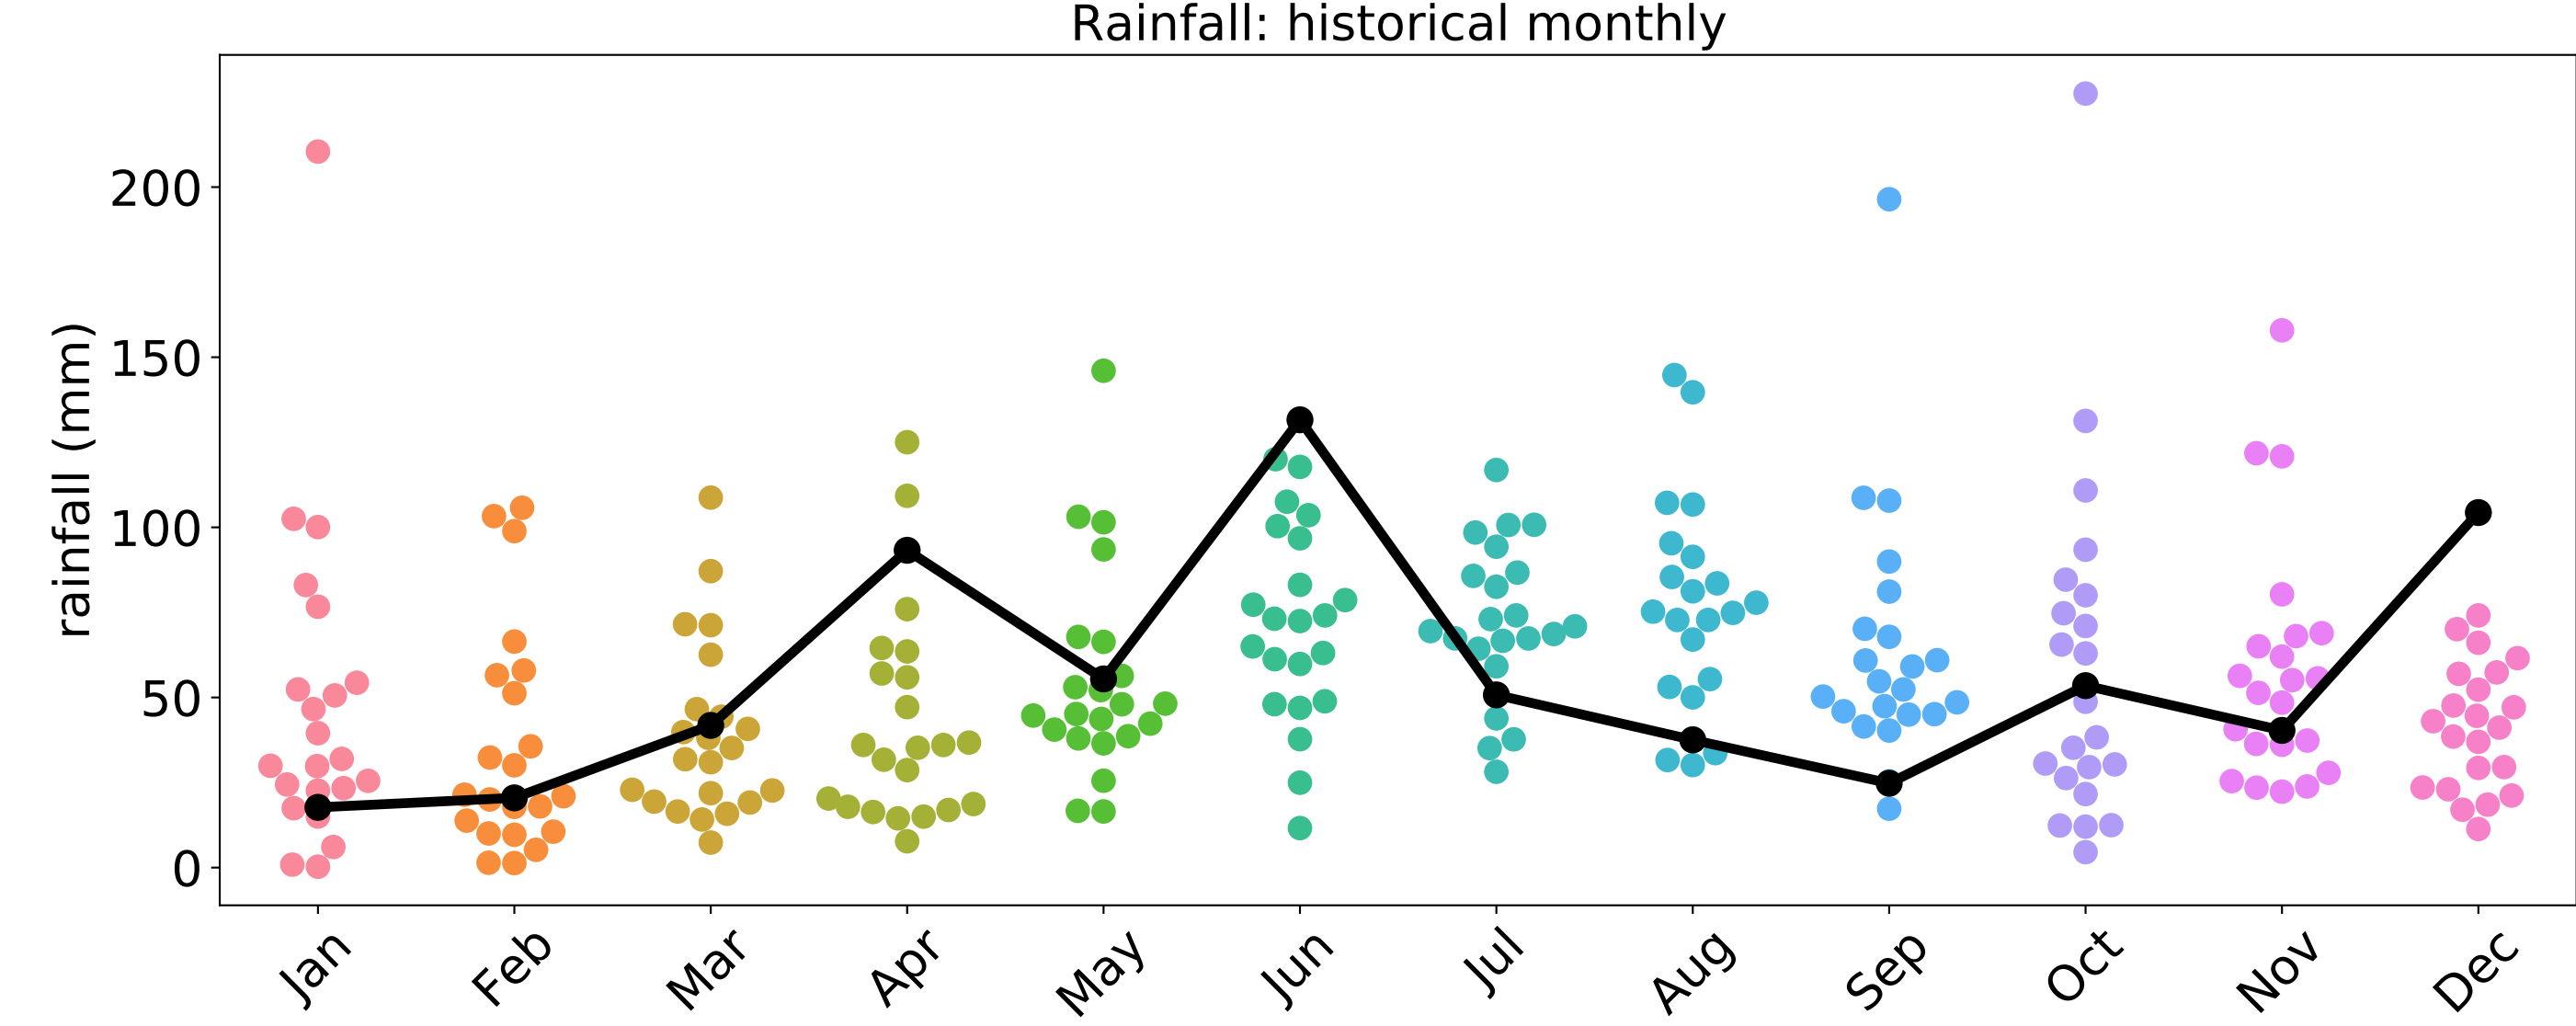 Rainfall: historical monthly
rainfall (mm)
200
150
100
50
0
Jan
Feb
Mar
Apr
May
Jun
Jul
Aug
Sep
Oct
Nov
Dec